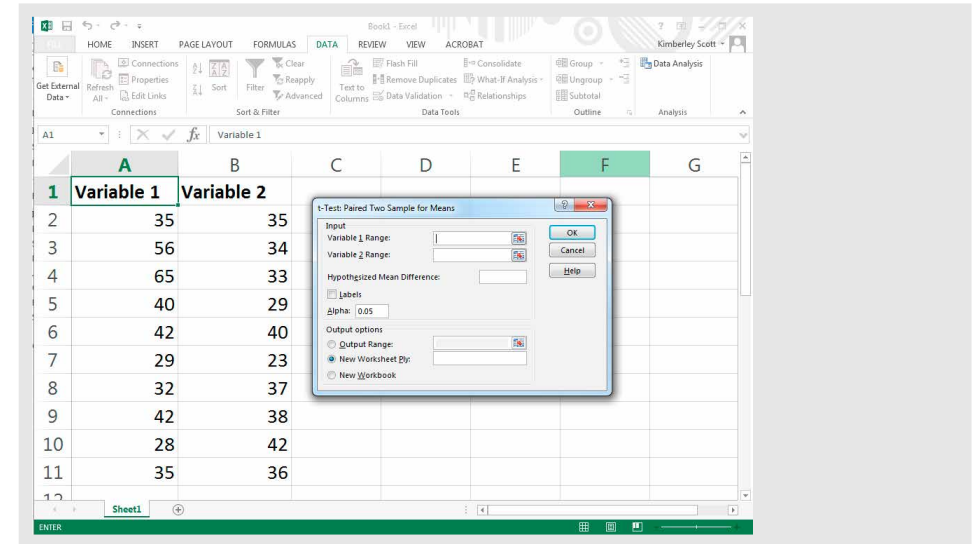 Book1 - Excel
FILE HOME INSERT PAGE LAYOUT FORMULAS DATA REVIEW VIEW ACROBAT Kimberley Scott
Get External Data
Refresh All
Connections
Properties
Edit Links
Connections
Sort
Filter
Clear
Reapply
Advanced
Sort & Filter
Text to Columns
Flash Fill
Remove Duplicates
Data Validation
Consolidate
What-If Analysis
Relationships
Data Tools
Group
Ungroup
Subtotal
Outline
Data Analysis
Analysis
A1 fx Variable 1
A B C D E F G
1 Variable 1 Variable 2
2 35 35
3 56 34
4 65 33
5 40 29
6 42 40
7 29 23
8 32 37
9 42 38
10 28 42
11 35 36
12
t-Test: Paired Two Sample for Means
Input
Variable 1 Range:
Variable 2 Range:
Hypothesized Mean Difference:
Labels
Alpha: 0.05
Output options
Output Range:
New Worksheet Ply:
New Workbook
OK
Cancel
Help
Sheet1
ENTER